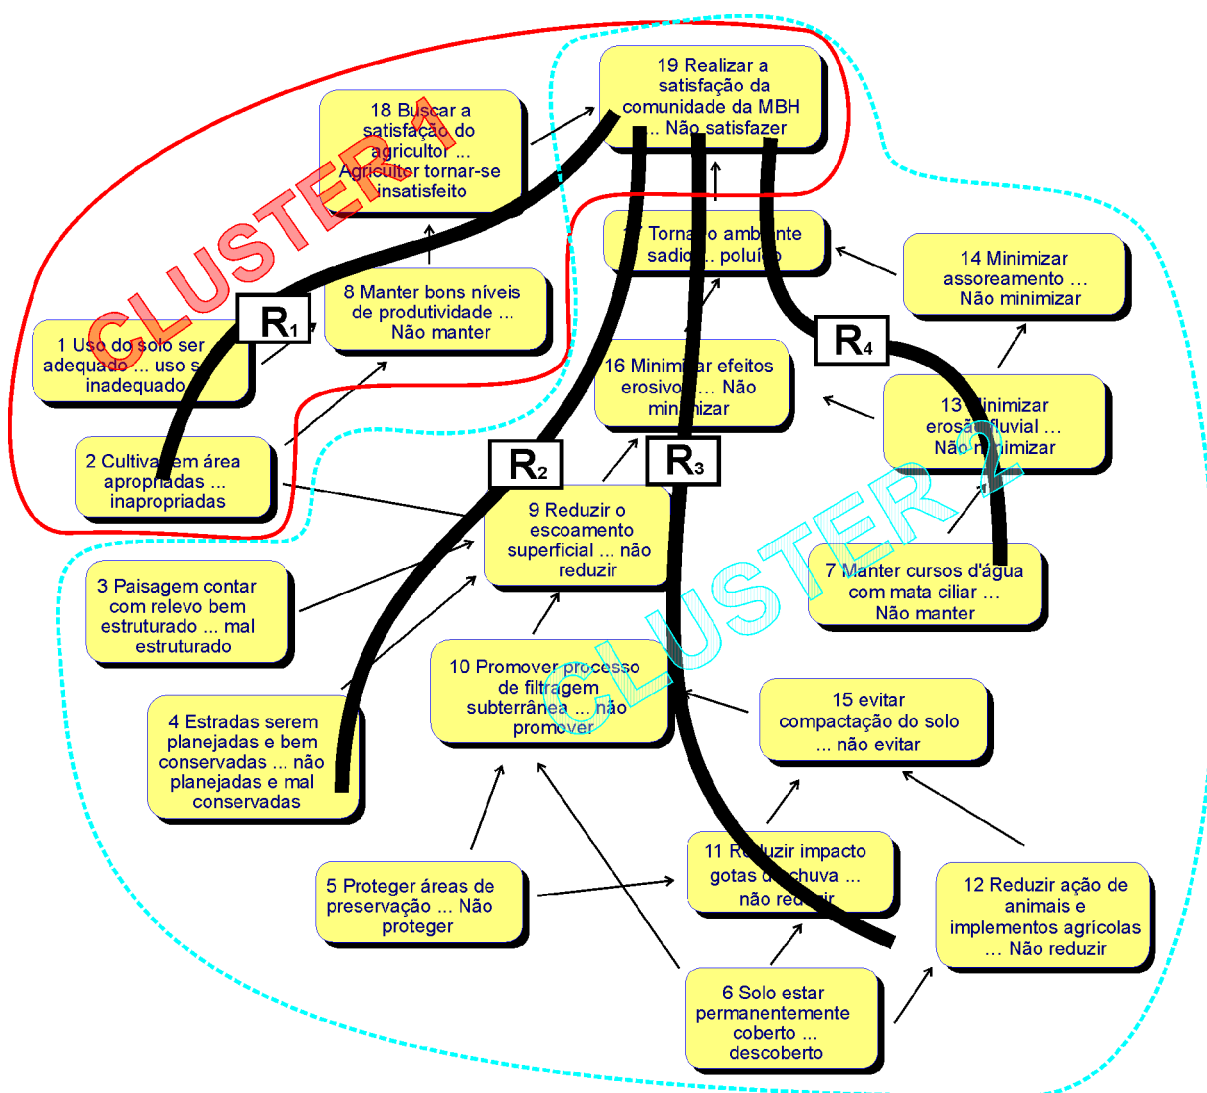 19 Realizar a
satisfação da
comunidade da MBH
... Não satisfazer
18 Buscar a
satisfação do
agricultor ...
Agricultor tornar-se
insatisfeito
CLUSTER 1
17 Tornar o ambiente
sadio ... poluído
14 Minimizar
assoreamento ...
Não minimizar
8 Manter bons níveis
de produtividade ...
Não manter
R1
1 Uso do solo ser
adequado ... uso s
inadequado
R4
16 Minimizar efeitos
erosivos ... Não
minimizar
13 Minimizar
erosão fluvial ...
Não minimizar
2 Cultivar em área
apropriadas ...
inapropriadas
R2
R3
CLUSTER 2
9 Reduzir o
escoamento
superficial ... não
reduzir
3 Paisagem contar
com relevo bem
estruturado ... mal
estruturado
7 Manter cursos d'água
com mata ciliar ...
Não manter
10 Promover processo
de filtragem
subterrânea ... não
promover
15 evitar
compactação do solo
... não evitar
4 Estradas serem
planejadas e bem
conservadas ... não
planejadas e mal
conservadas
11 Reduzir impacto
gotas de chuva ...
não reduzir
5 Proteger áreas de
preservação ... Não
proteger
12 Reduzir ação de
animais e
implementos agrícolas
... Não reduzir
6 Solo estar
permanentemente
coberto ...
descoberto